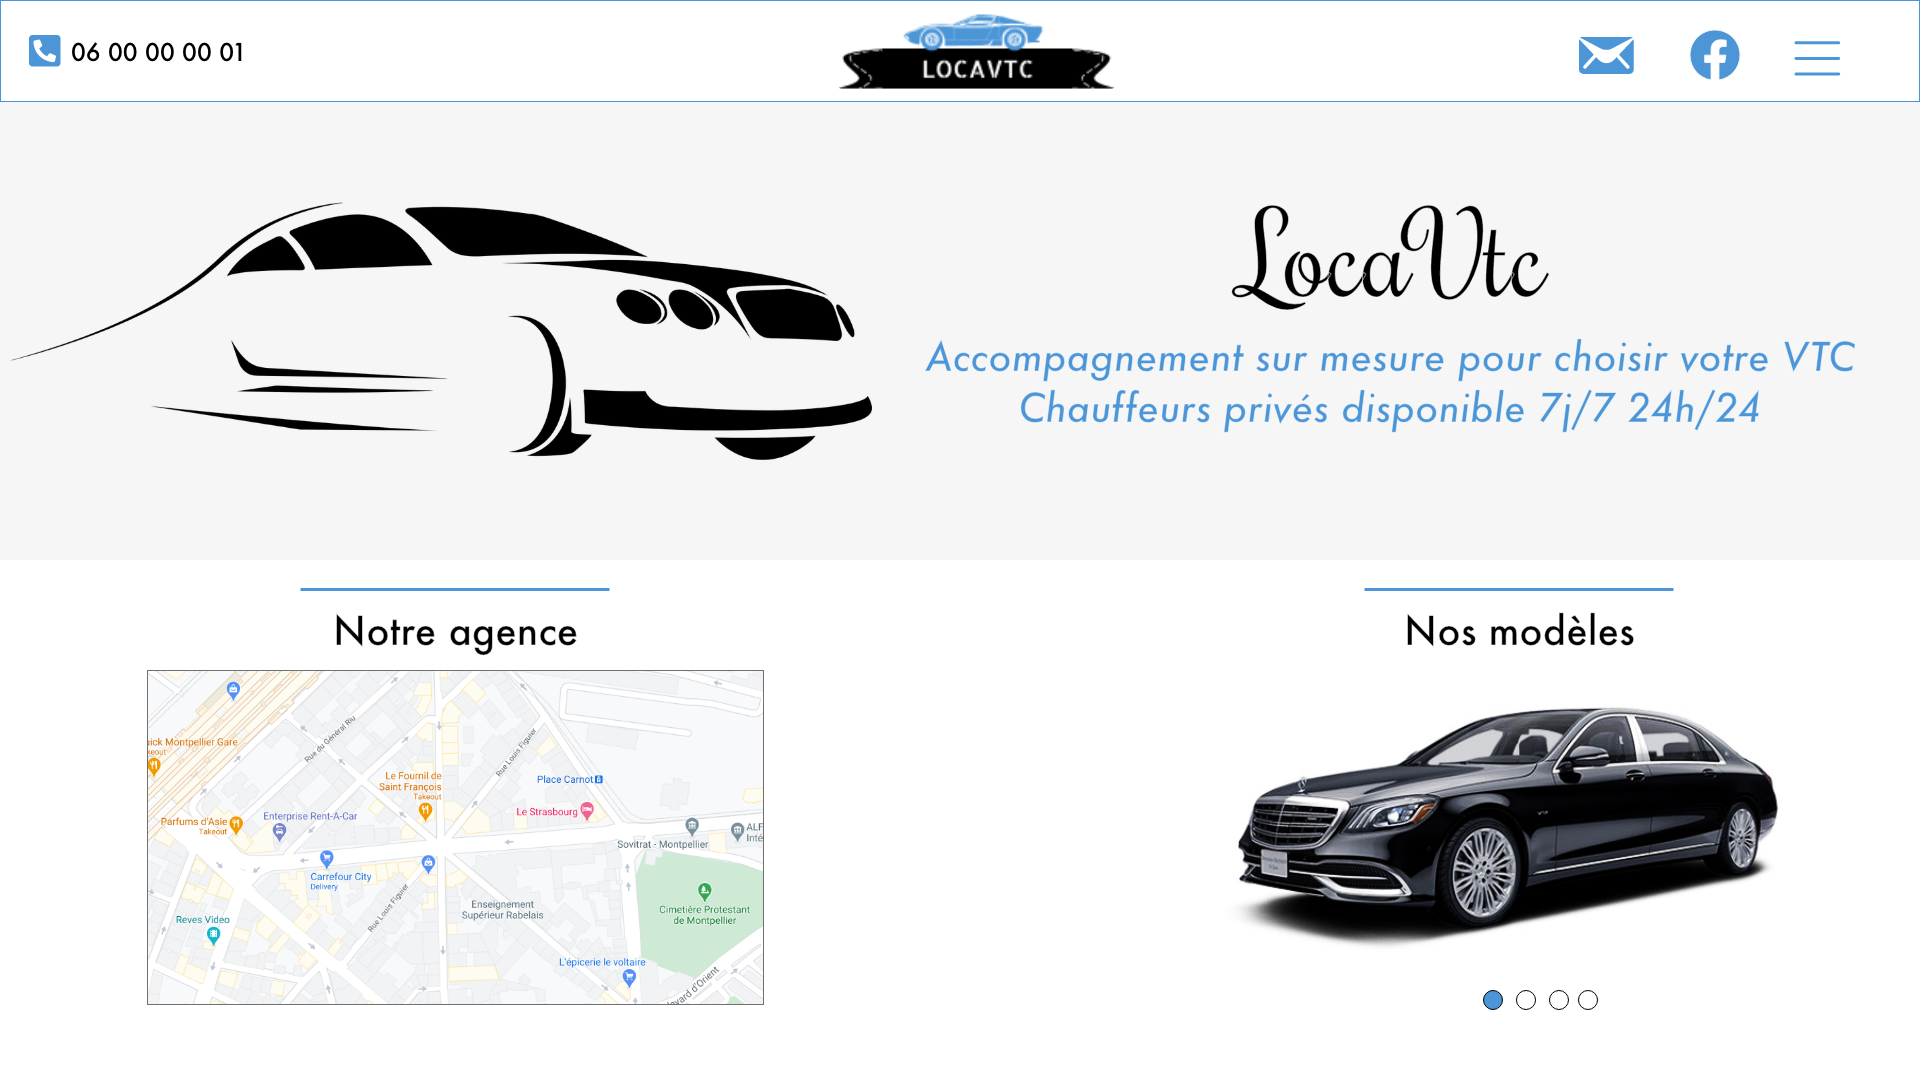 06 00 00 00 01
LOCAVTC
LocaVtc
Accompagnement sur mesure pour choisir votre VTC
Chauffeurs privés disponible 7j/7 24h/24
Notre agence
Nos modèles
Montpellier Gare
Rue du Général Riu
Rue Louis Figuier
Le Fournil de
Saint François
Takeout
Place Carnot
Le Strasbourg
Enterprise Rent-A-Car
Parfums d'Asie
Takeout
Sovitrat - Montpellier
ALF
Inté
Carrefour City
Delivery
Rue Louis Figuier
Enseignement
Supérieur Rabelais
Cimetière Protestant
de Montpellier
Reves Video
L'épicerie le voltaire
d'Orient